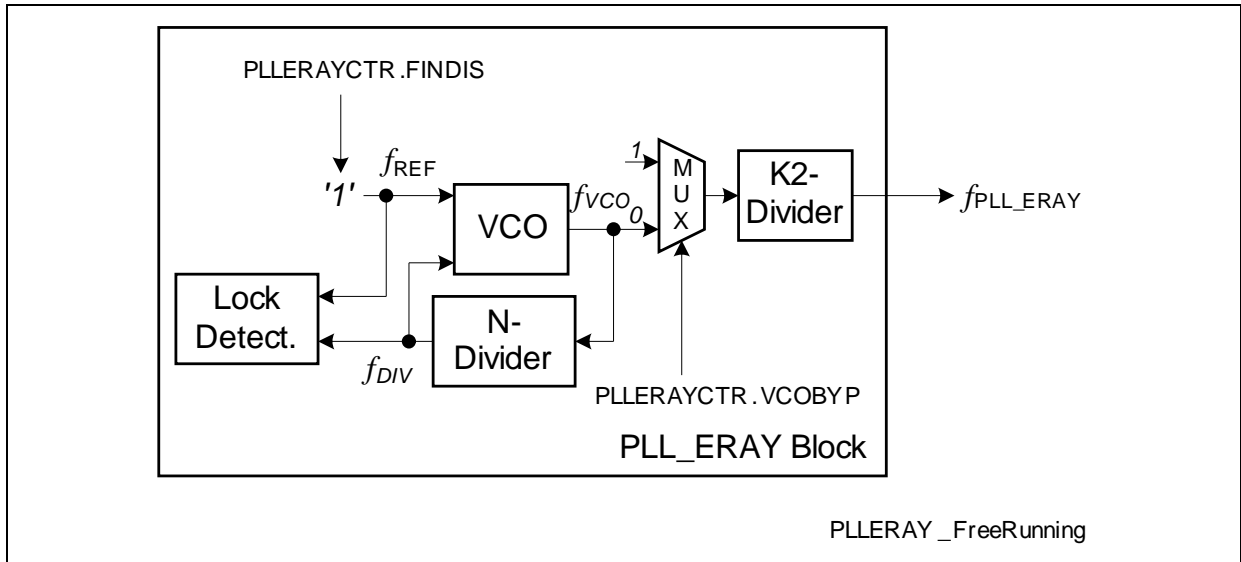 PLLERAYCTR.FINDIS
'1'
fREF
VCO
fVCO
1
0
MUX
K2-
Divider
fPLL_ERAY
Lock
Detect.
fDIV
N-
Divider
PLLERAYCTR.VCOBYP
PLL_ERAY Block
PLLERAY_FreeRunning